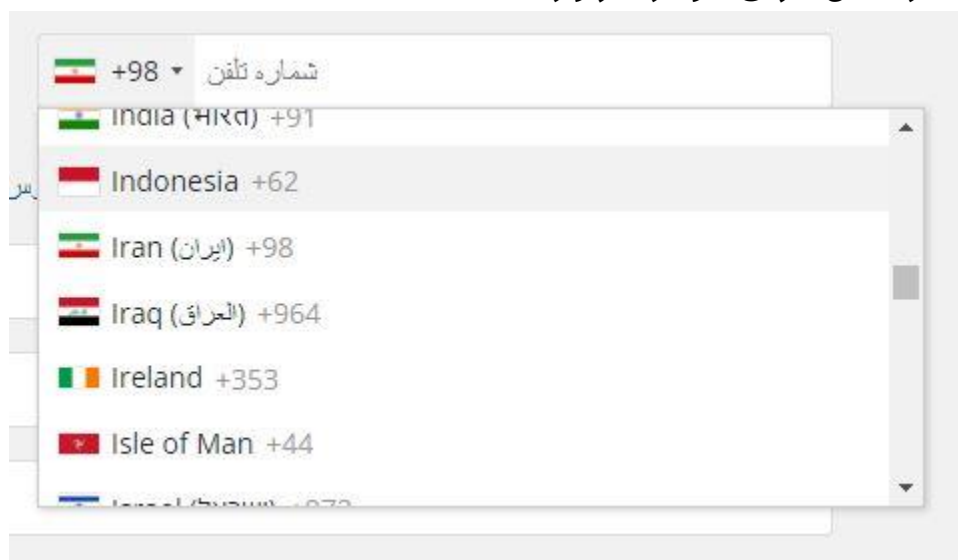 +98 شماره تلفن
India (भारत) +91
Indonesia +62
Iran (ایران) +98
Iraq (العراق) +964
Ireland +353
Isle of Man +44